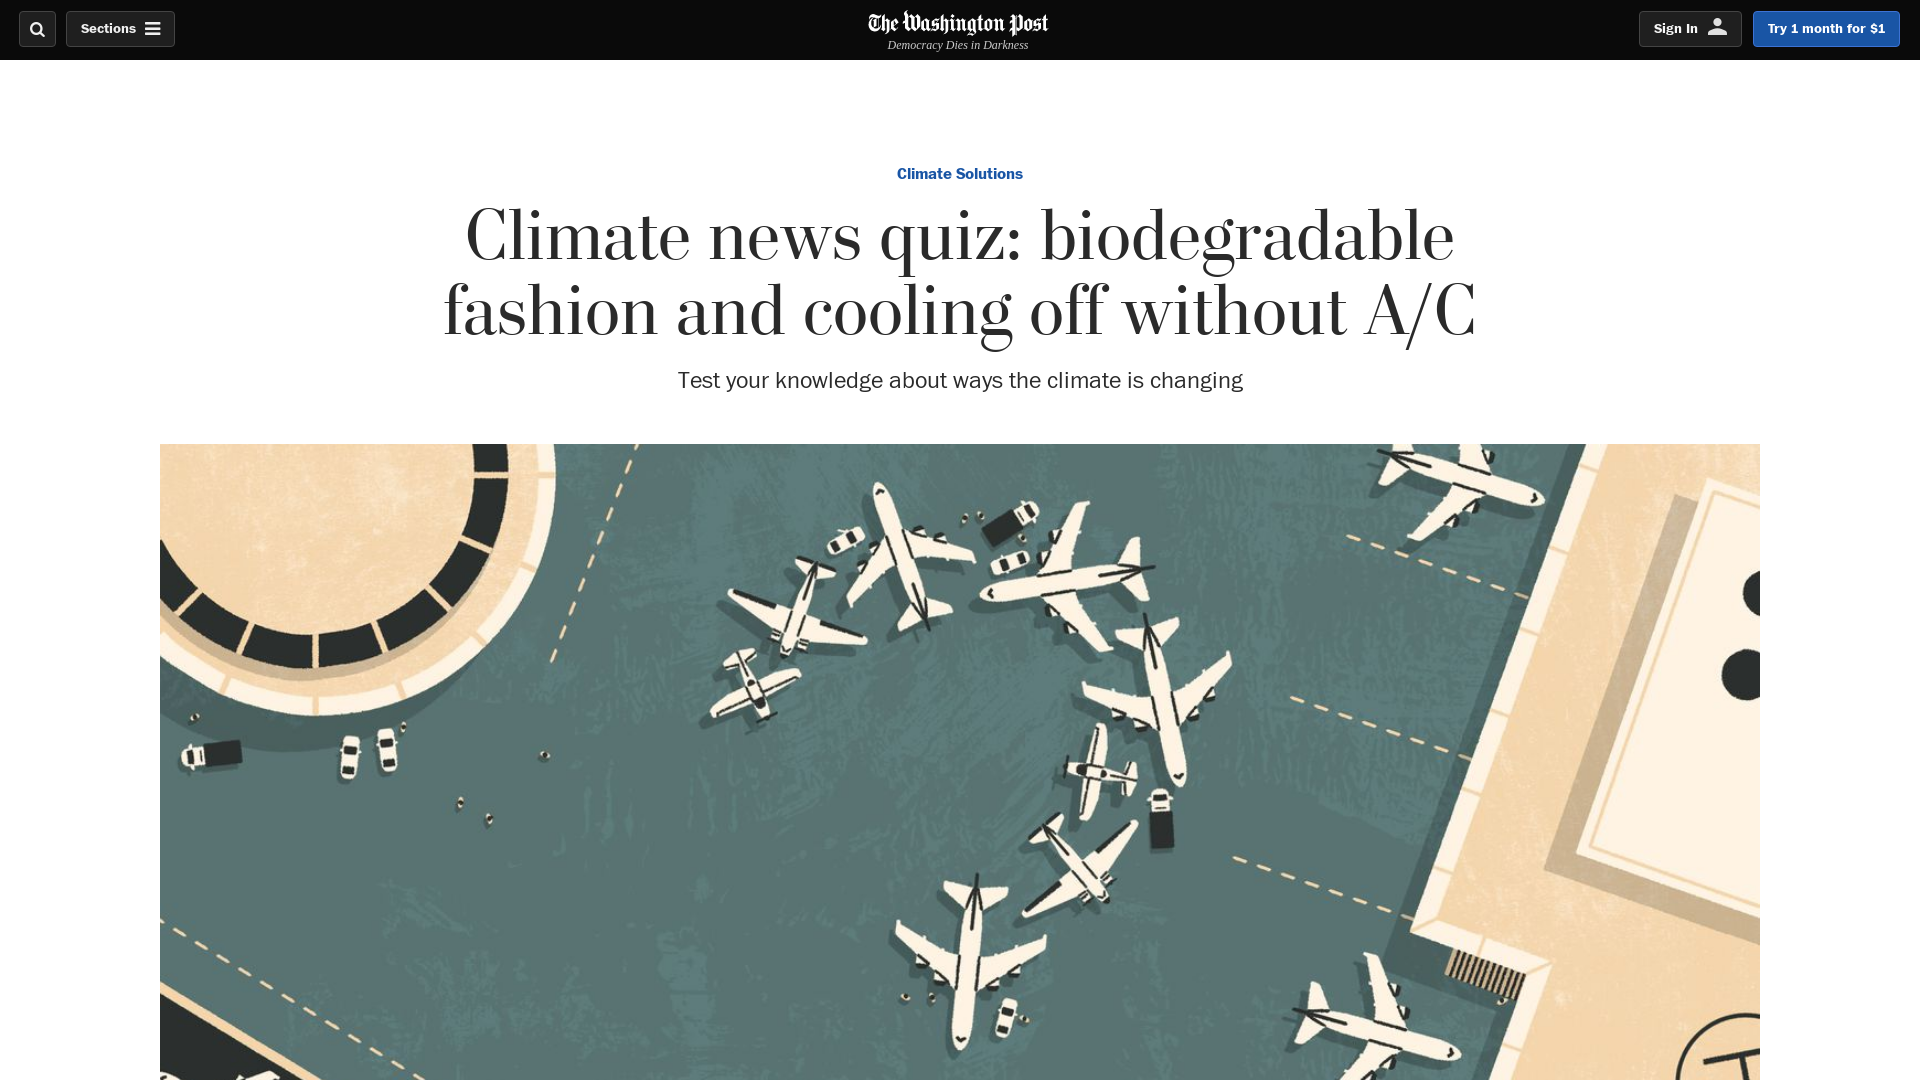 Sections
The Washington Post
Democracy Dies in Darkness
Sign In
Try 1 month for $1
Climate Solutions
Climate news quiz: biodegradable
fashion and cooling off without A/C
Test your knowledge about ways the climate is changing